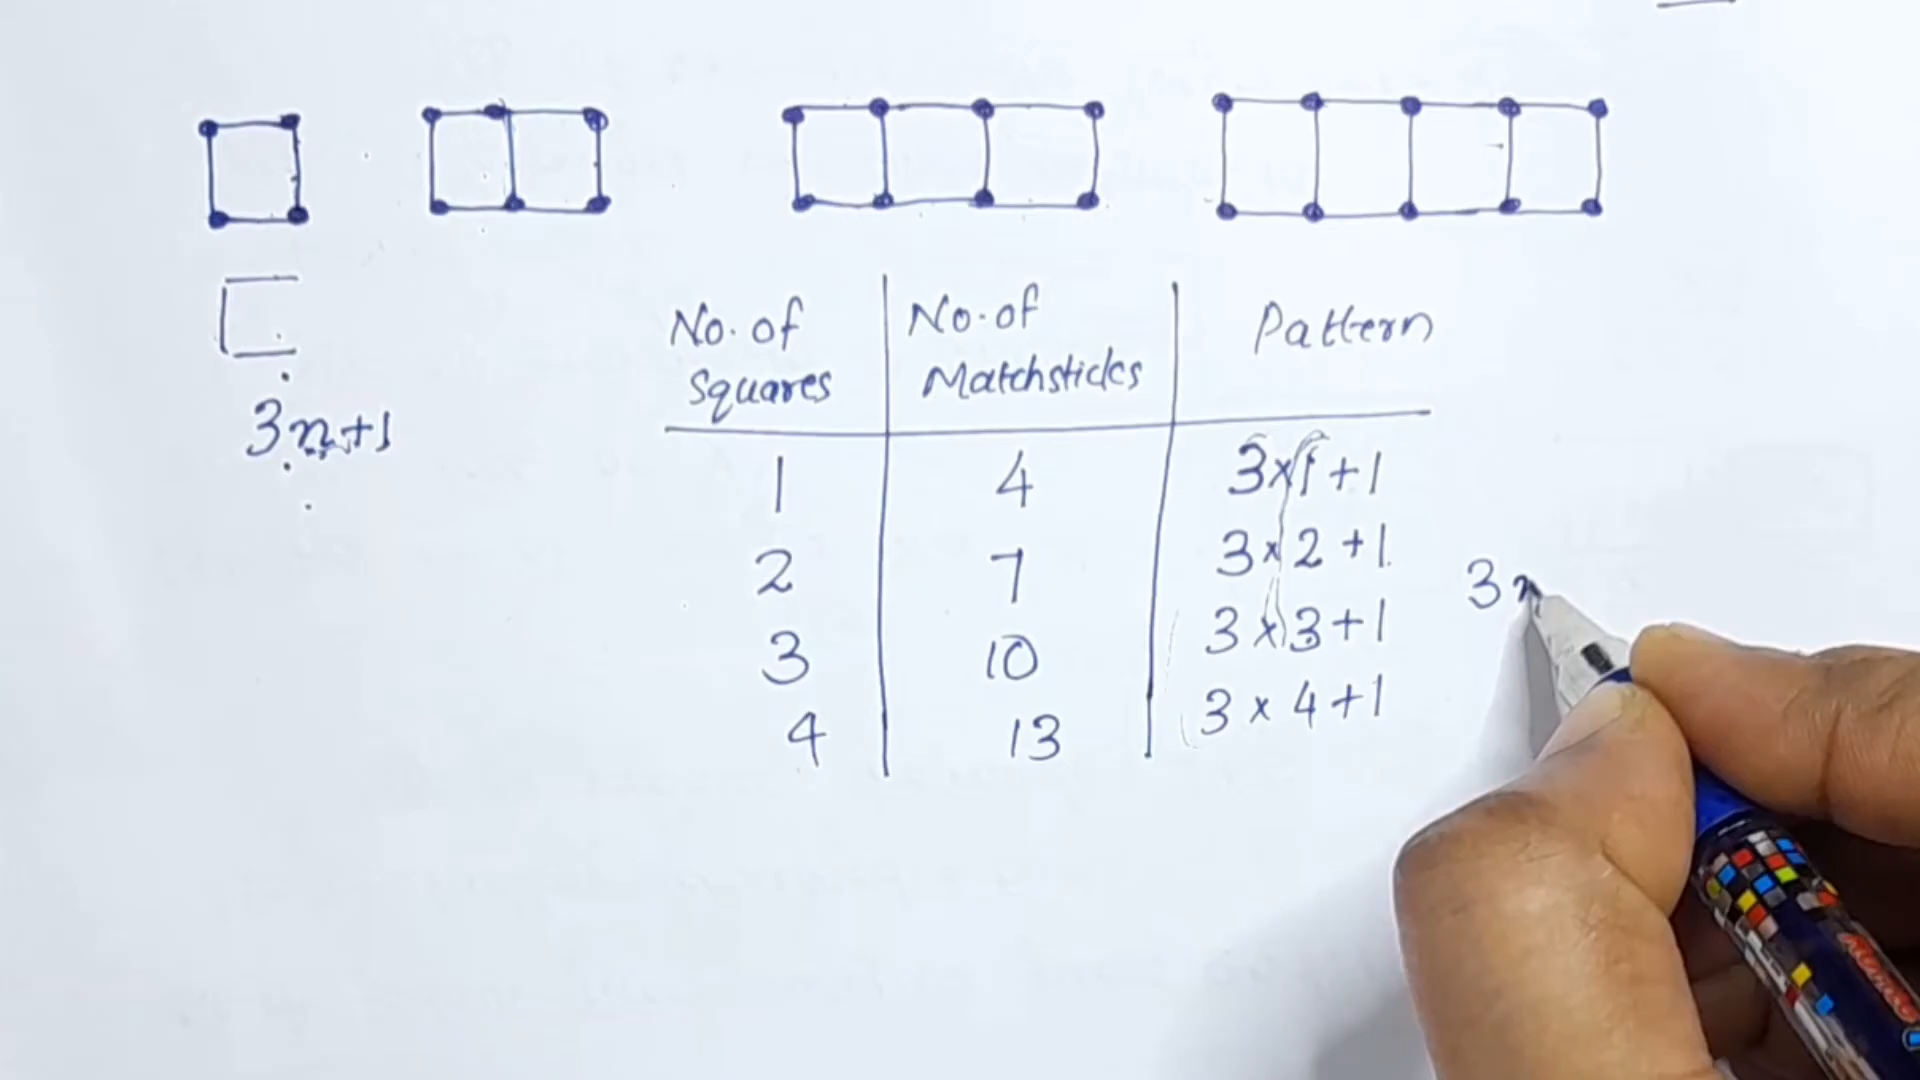 No. of Squares No. of Matchsticks Pattern
3n+1
1 4 3×1+1
2 7 3×2+1
3 10 3×3+1
4 13 3×4+1
3